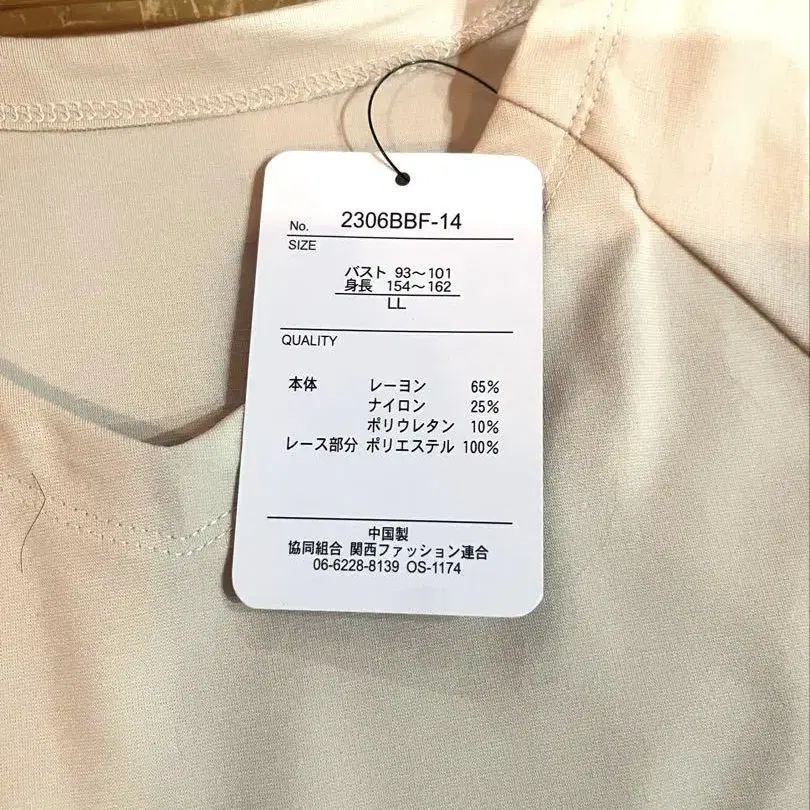 No. 2306BBF-14
SIZE
バスト 93～101
身長 154～162
LL
QUALITY
本体 レーヨン 65%
ナイロン 25%
ポリウレタン 10%
レース部分 ポリエステル 100%
中国製
協同組合 関西ファッション連合
06-6228-8139 OS-1174